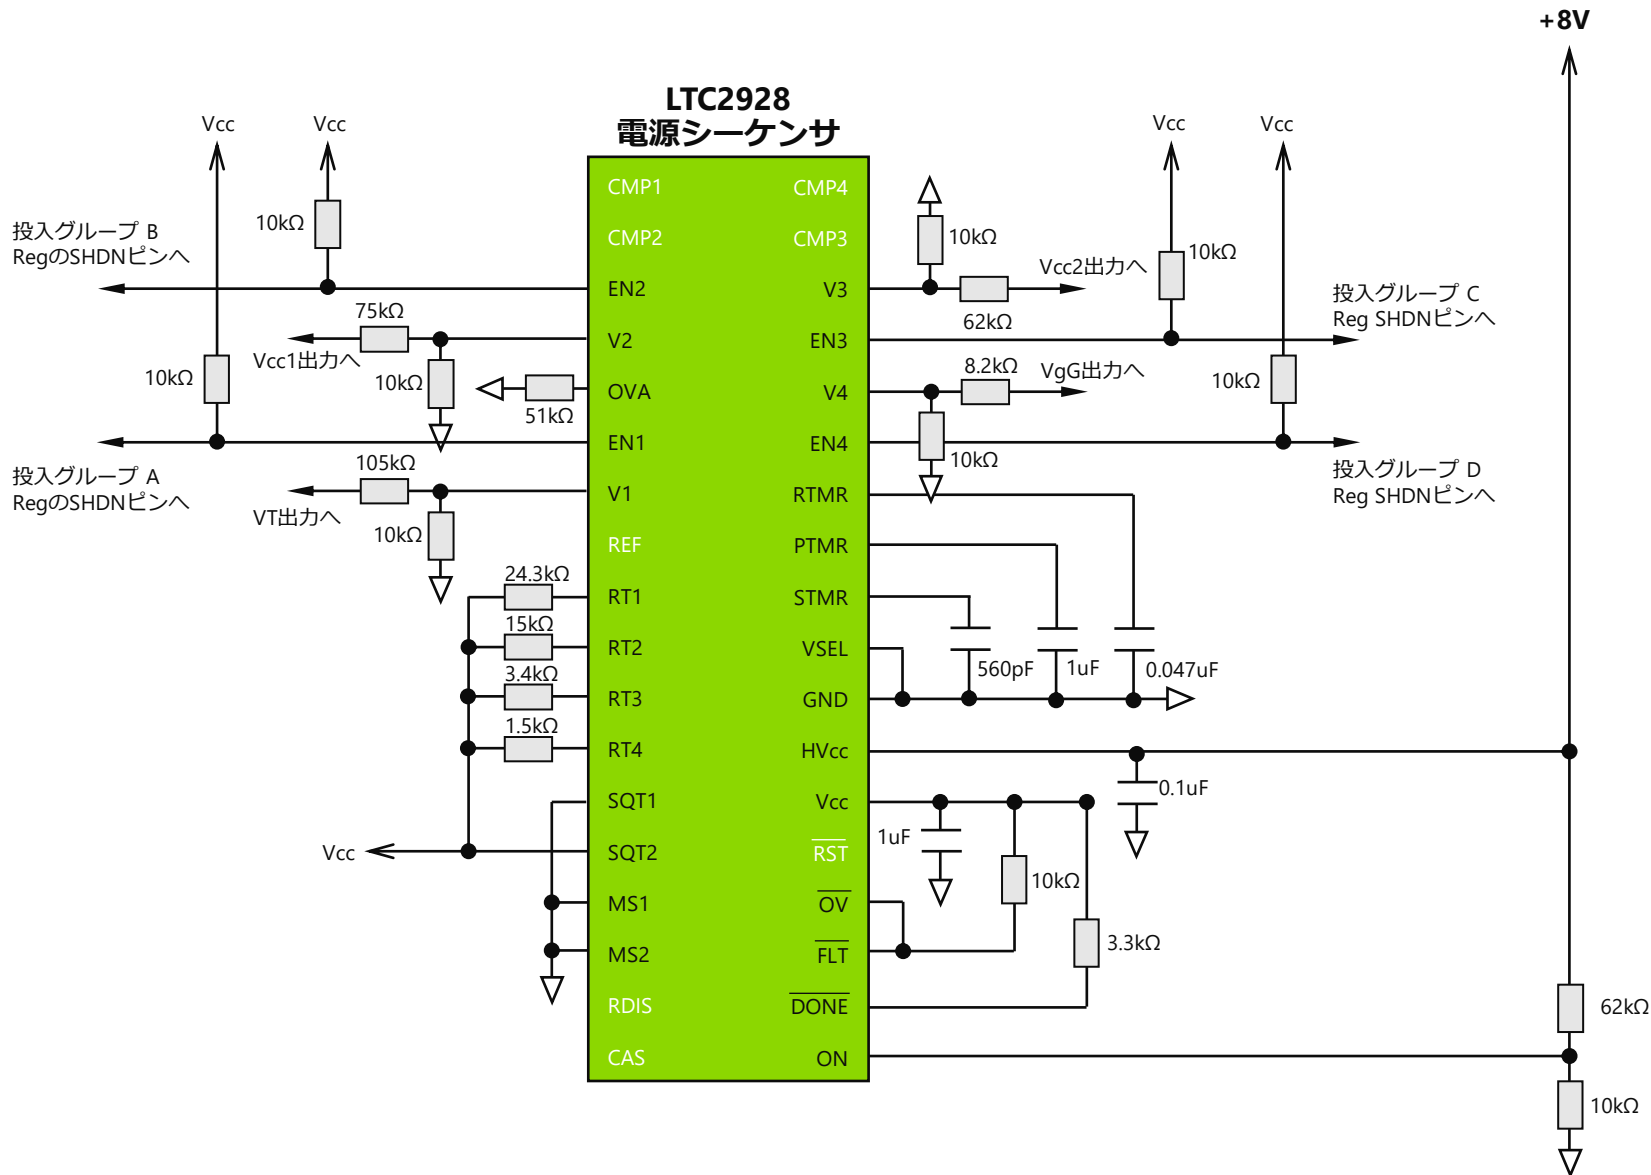 +8V
LTC2928
電源シーケンサ
Vcc
Vcc
Vcc
Vcc
投入グループ B
RegのSHDNピンへ
10kΩ
10kΩ
75kΩ
Vcc1出力へ
10kΩ
51kΩ
投入グループ A
RegのSHDNピンへ
105kΩ
VT出力へ
10kΩ
24.3kΩ
15kΩ
3.4kΩ
1.5kΩ
Vcc
CMP1
CMP2
EN2
V2
OVA
EN1
V1
REF
RT1
RT2
RT3
RT4
SQT1
SQT2
MS1
MS2
RDIS
CAS
CMP4
CMP3
V3
EN3
V4
EN4
RTMR
PTMR
STMR
VSEL
GND
HVcc
Vcc
RST
OV
FLT
DONE
ON
10kΩ
Vcc2出力へ
62kΩ
10kΩ
投入グループ C
Reg SHDNピンへ
8.2kΩ
VgG出力へ
10kΩ
10kΩ
投入グループ D
Reg SHDNピンへ
560pF
1uF
0.047uF
0.1uF
1uF
10kΩ
3.3kΩ
62kΩ
10kΩ